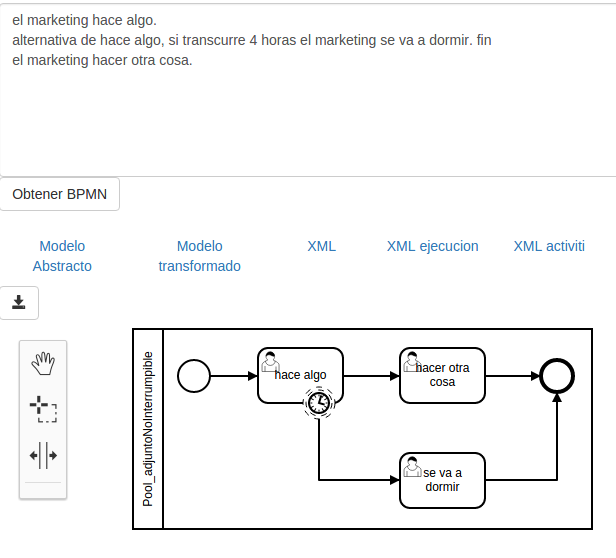 el marketing hace algo.
alternativa de hace algo, si transcurre 4 horas el marketing se va a dormir. fin
el marketing hacer otra cosa.
Obtener BPMN
Modelo
Abstracto
Modelo
transformado
XML
XML ejecucion
XML activiti
Pool_adjuntoNoInterrumpible
hace algo
hacer otra
cosa
se va a
dormir